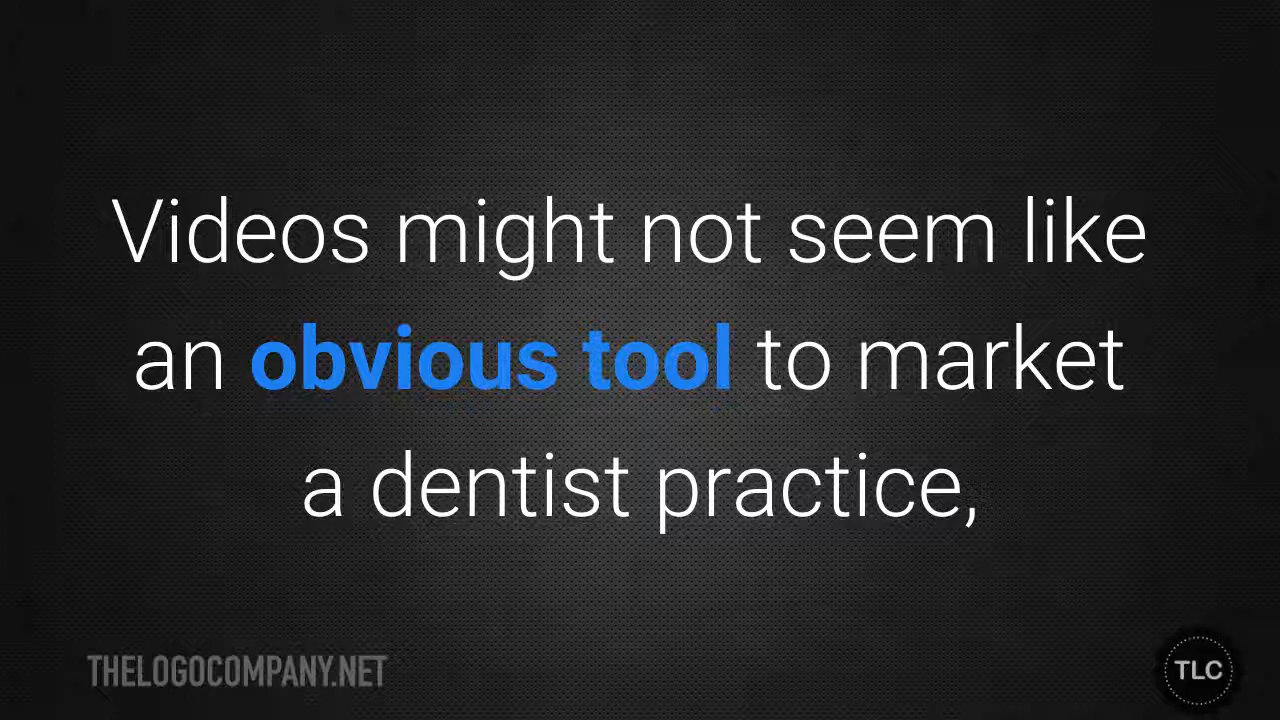 Videos might not seem like
an obvious tool to market
a dentist practice,
THELOGOCOMPANY.NET
TLC